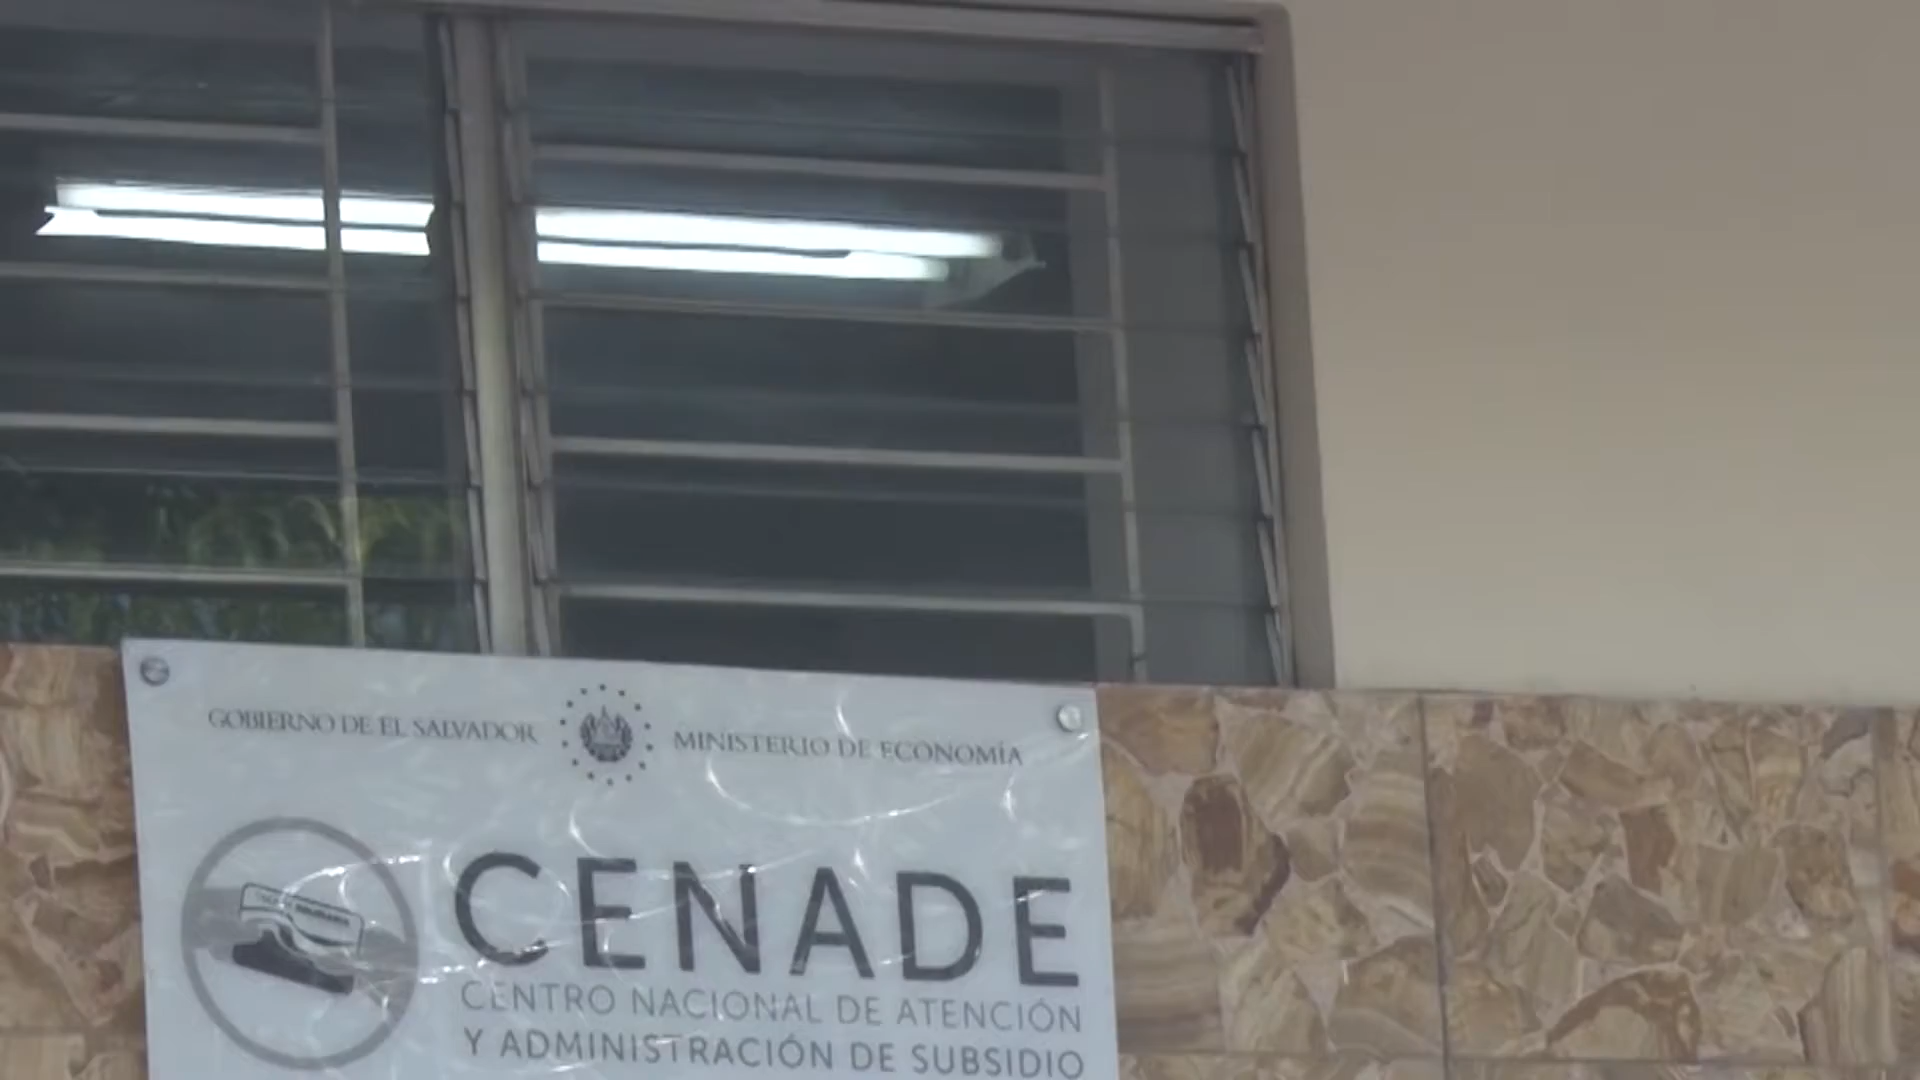 GOBIERNO DE EL SALVADOR MINISTERIO DE ECONOMÍA
CENADE
CENTRO NACIONAL DE ATENCIÓN
Y ADMINISTRACIÓN DE SUBSIDIO